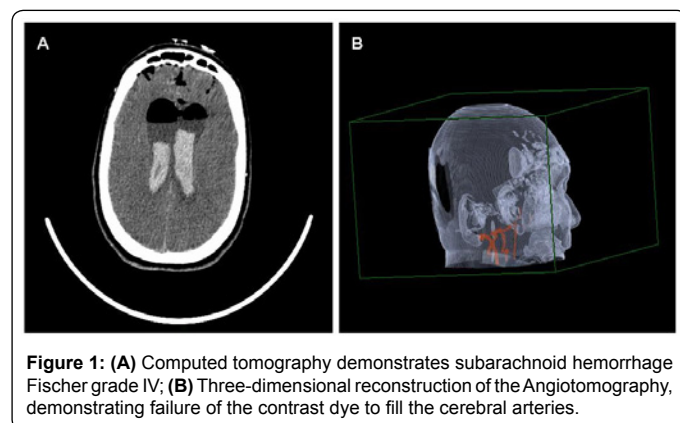 A
B
Figure 1: (A) Computed tomography demonstrates subarachnoid hemorrhage
Fischer grade IV; (B) Three-dimensional reconstruction of the Angiotomography,
demonstrating failure of the contrast dye to fill the cerebral arteries.